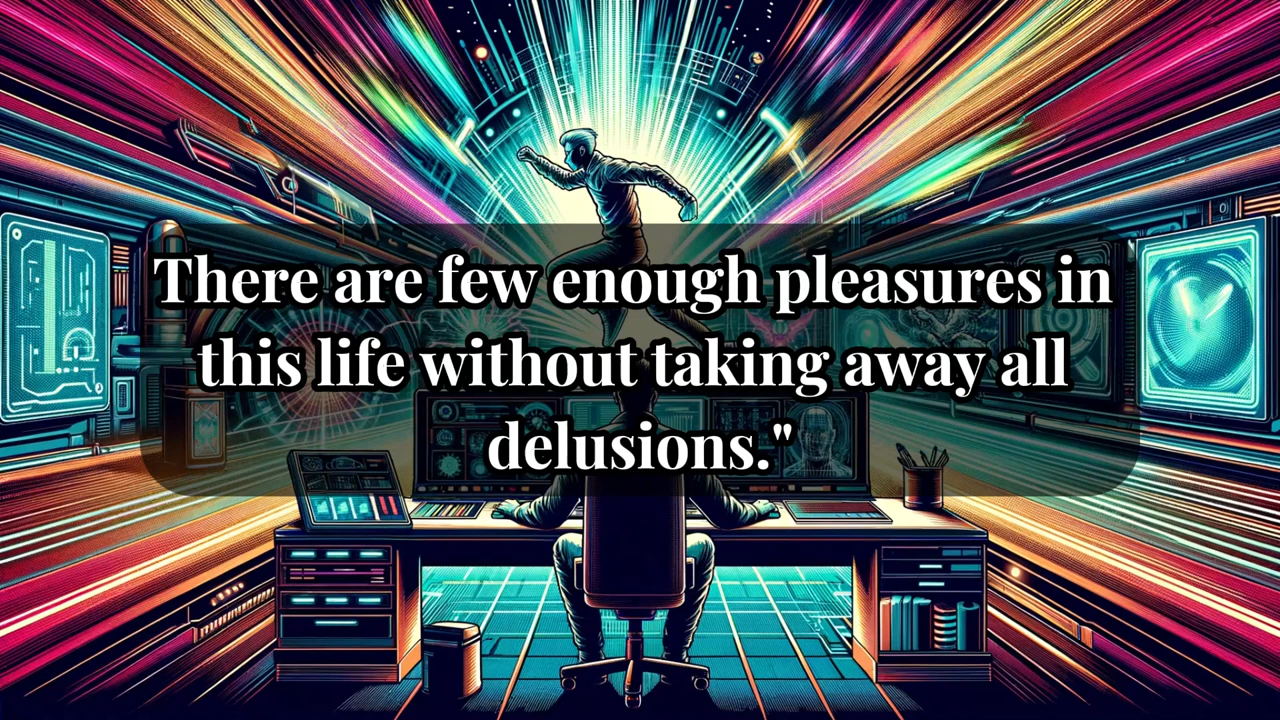 There are few enough pleasures in
this life without taking away all
delusions."